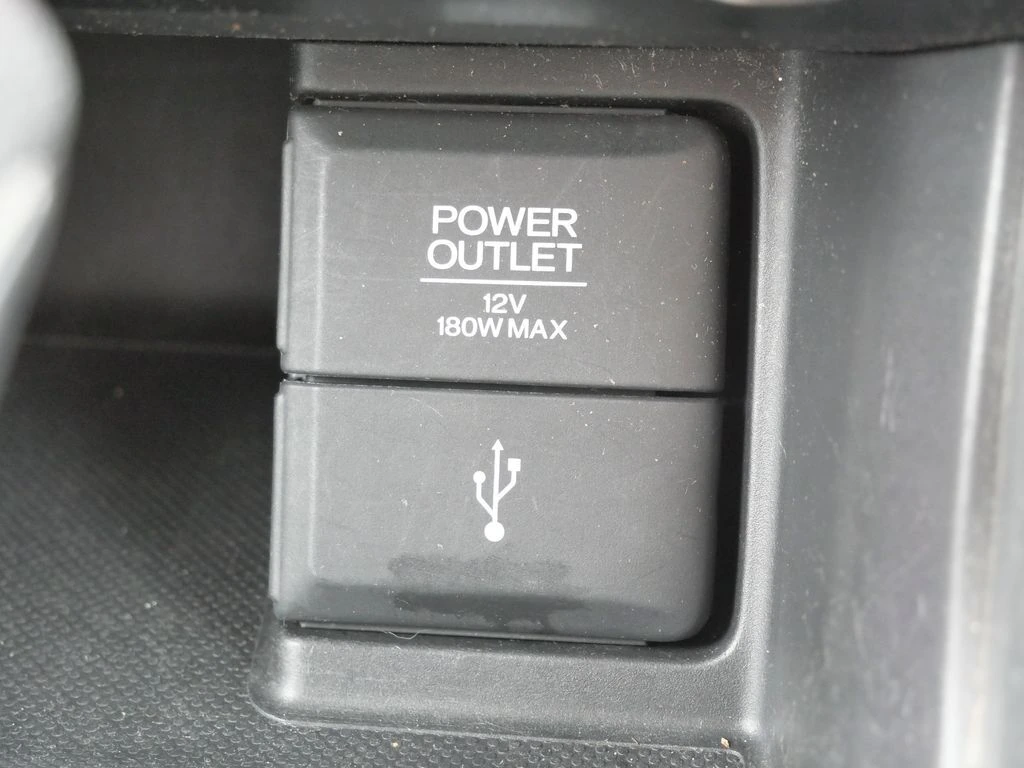 POWER
OUTLET
12V
180W MAX